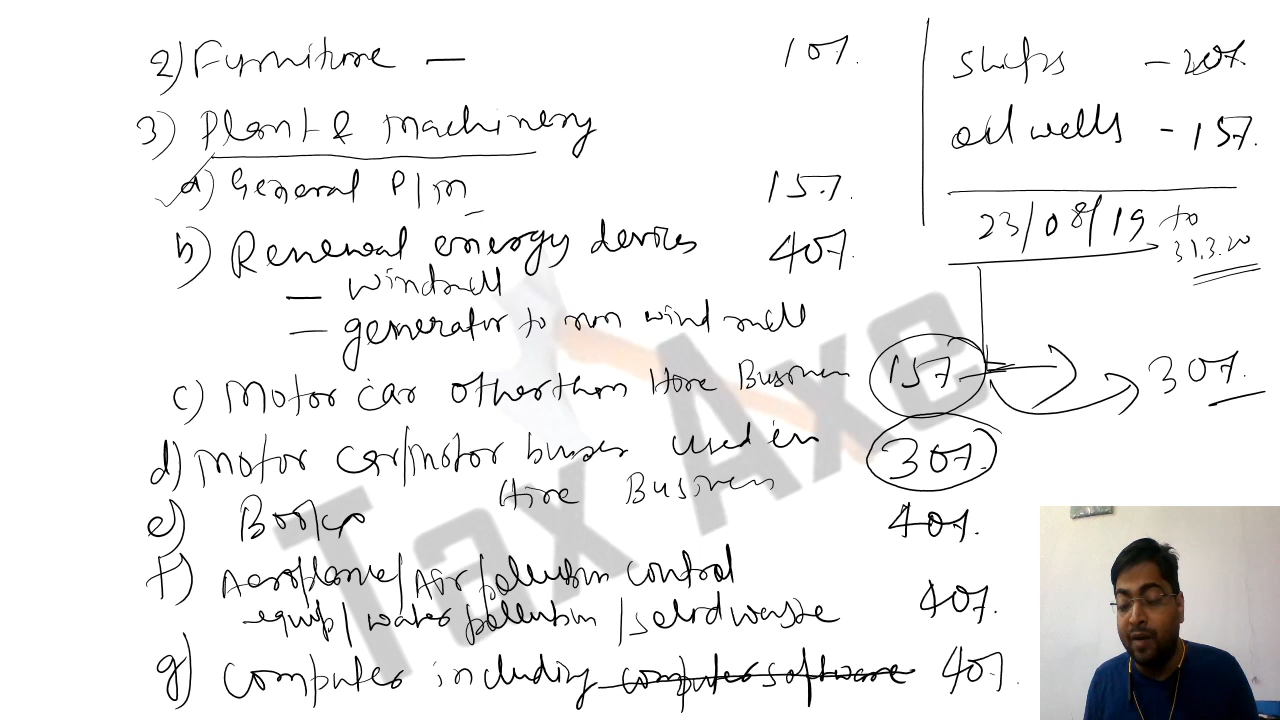 2) Furniture — 10%.
3) Plant & machinery
a) General P/m 15%.
b) Renewal energy devices 40%.
— windmill
— generator to run wind mill
c) Motor car other than Hire Business 15%
d) Motor car/motor buses used in 30%.
Hire Business
e) Books 40%.
f) Aeroplane/Air pollution control
equip/water pollution/solid waste 40%.
g) Computer including computer software 40%.
Ships – 20%.
oil wells – 15%.
23/08/19 to
31.3.20
30%.
Tax Axe